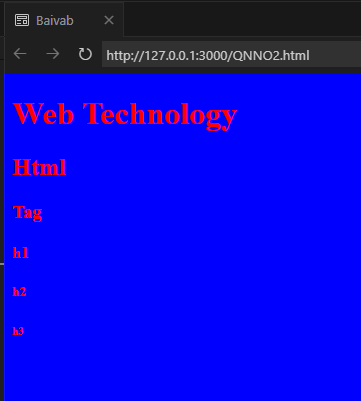 Baivab
http://127.0.0.1:3000/QNNO2.html
Web Technology
Html
Tag
h1
h2
h3